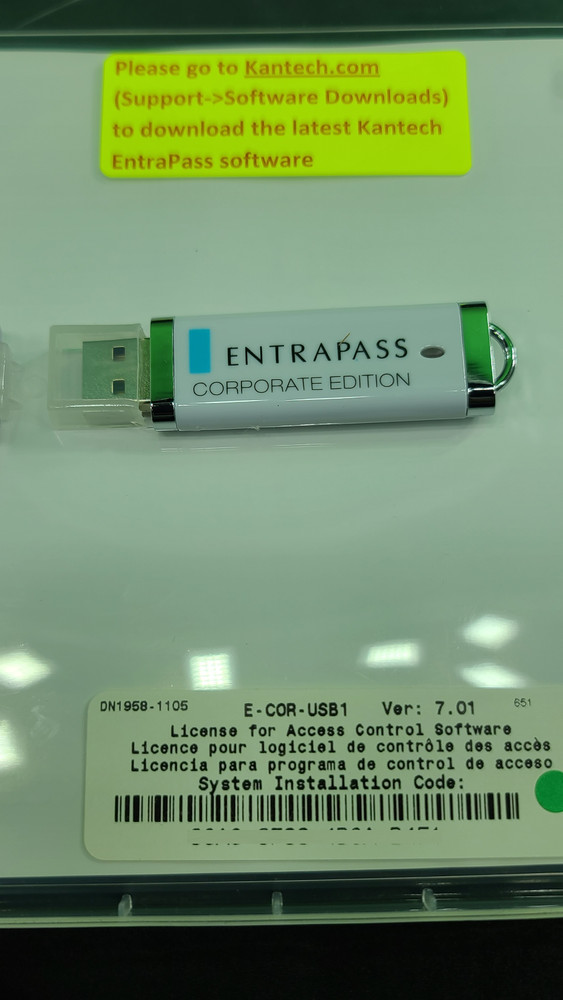 Please go to Kantech.com
(Support->Software Downloads)
to download the latest Kantech
EntraPass software
ENTRAPASS
CORPORATE EDITION
DN1958-1105 E-COR-USB1 Ver: 7.01 651
License for Access Control Software
Licence pour logiciel de contrôle des accès
Licencia para programa de control de acceso
System Installation Code: